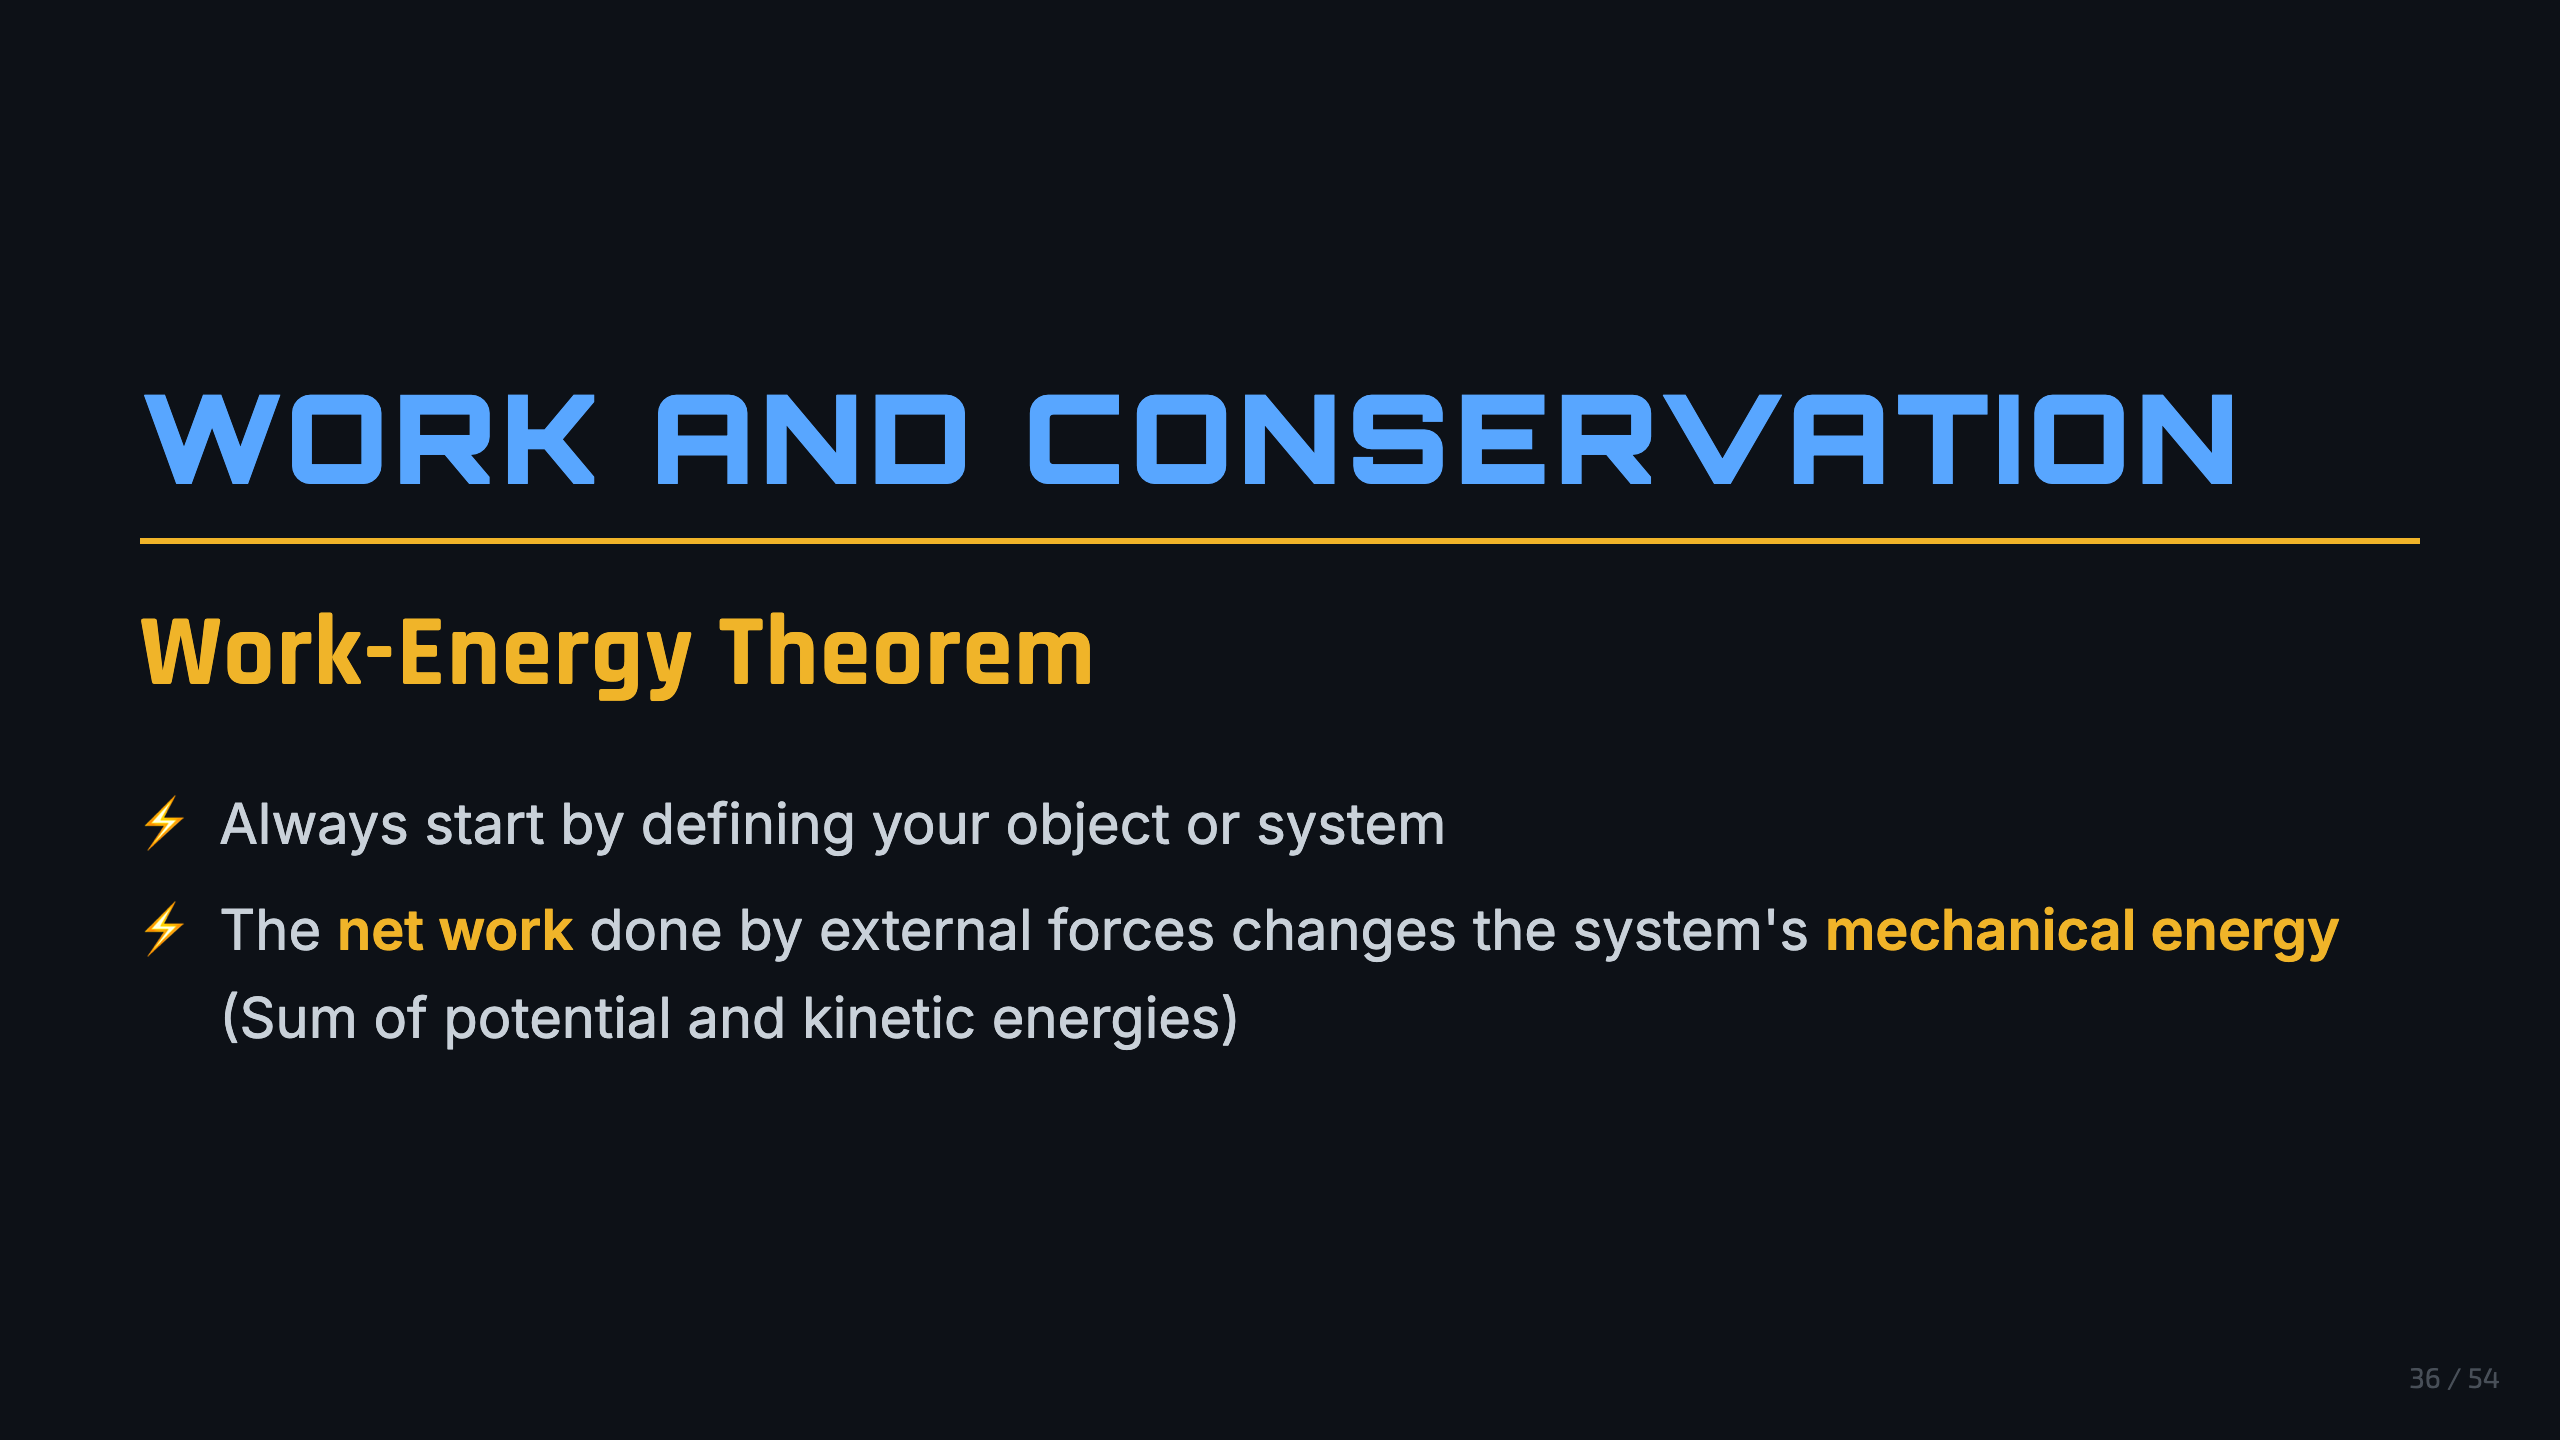 WORK AND CONSERVATION
Work-Energy Theorem
⚡ Always start by defining your object or system
⚡ The net work done by external forces changes the system's mechanical energy
(Sum of potential and kinetic energies)
36 / 54